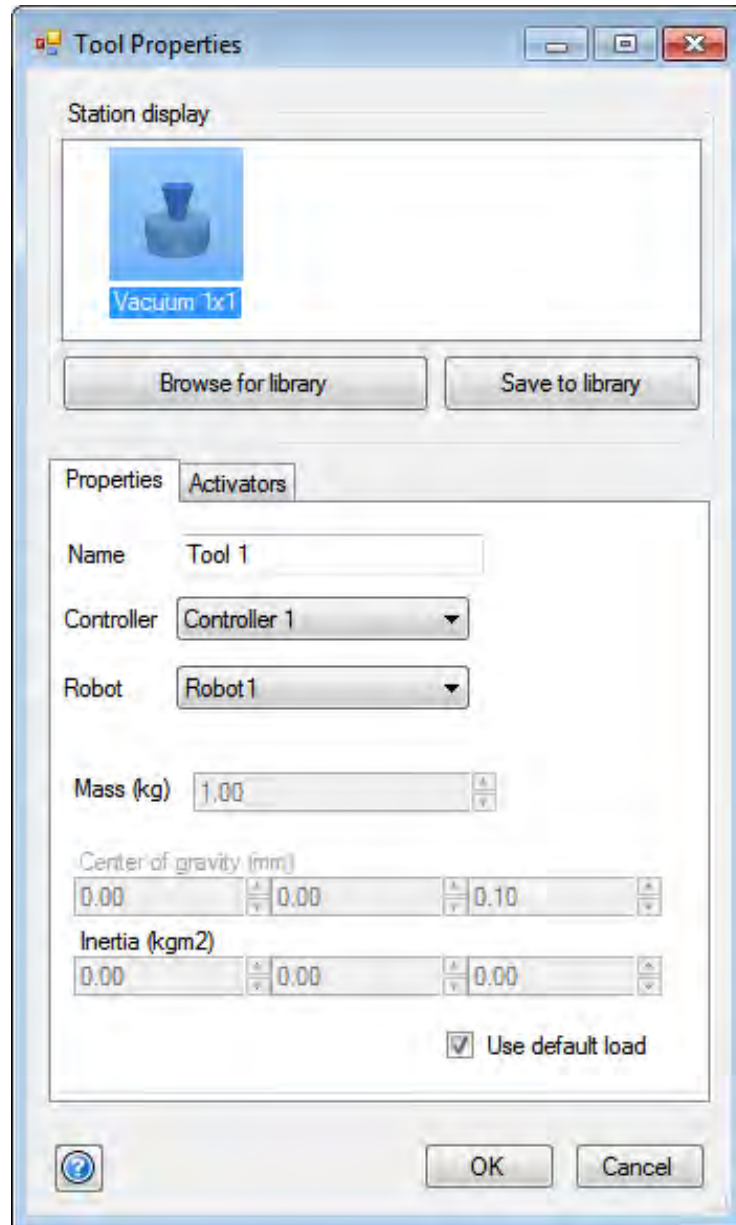 Tool Properties
Station display
Vacuum 1x1
Browse for library Save to library
Properties Activators
Name Tool 1
Controller Controller 1
Robot Robot1
Mass (kg) 1.00
Center of gravity (mm)
0.00 0.00 0.10
Inertia (kgm2)
0.00 0.00 0.00
Use default load
? OK Cancel